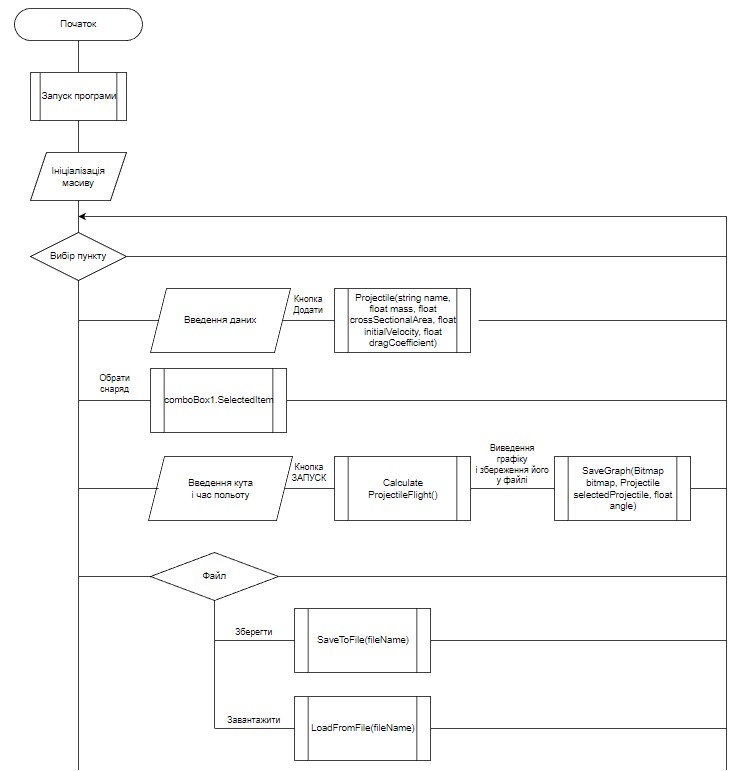 Початок
Запуск програми
Ініціалізація
масиву
Вибір пункту
Введення даних
Кнопка
Додати
Projectile(string name,
float mass, float
crossSectionalArea, float
initialVelocity, float
dragCoefficient)
Обрати
снаряд
comboBox1.SelectedItem
Введення кута
і час польоту
Кнопка
ЗАПУСК
Calculate
ProjectileFlight()
Виведення
графіку
і збереження його
у файлі
SaveGraph(Bitmap
bitmap, Projectile
selectedProjectile, float
angle)
Файл
Зберегти
SaveToFile(fileName)
Завантажити
LoadFromFile(fileName)